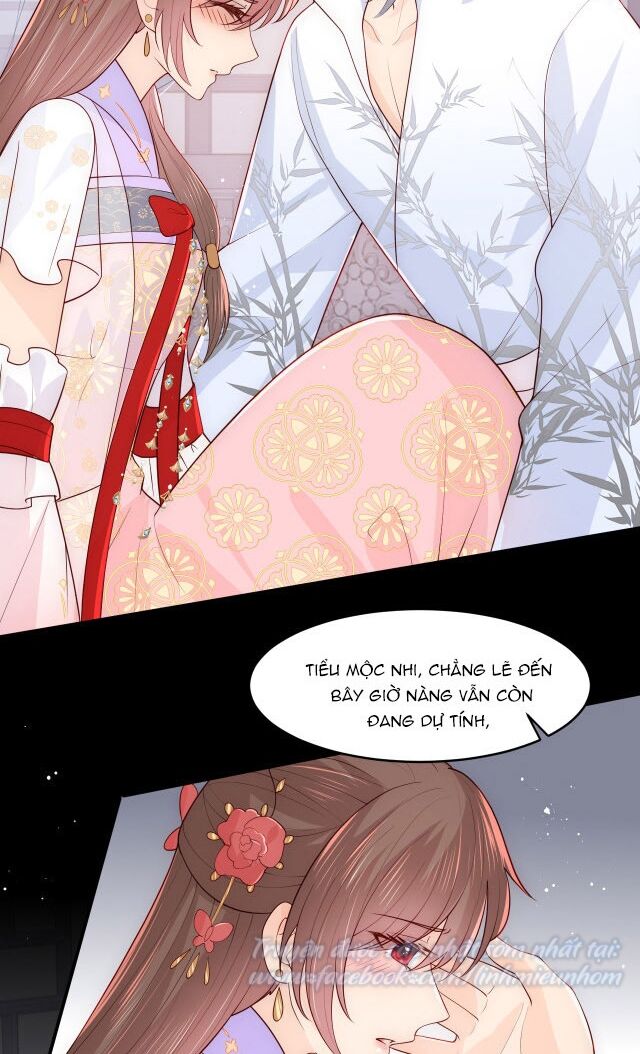 TIỂU MỘC NHI, CHẲNG LẼ ĐẾN
BÂY GIỜ NÀNG VẪN CÒN
ĐANG DỰ TÍNH,
Truyện được cập nhật sớm nhất tại:
www.facebook.com/linhmieunhom